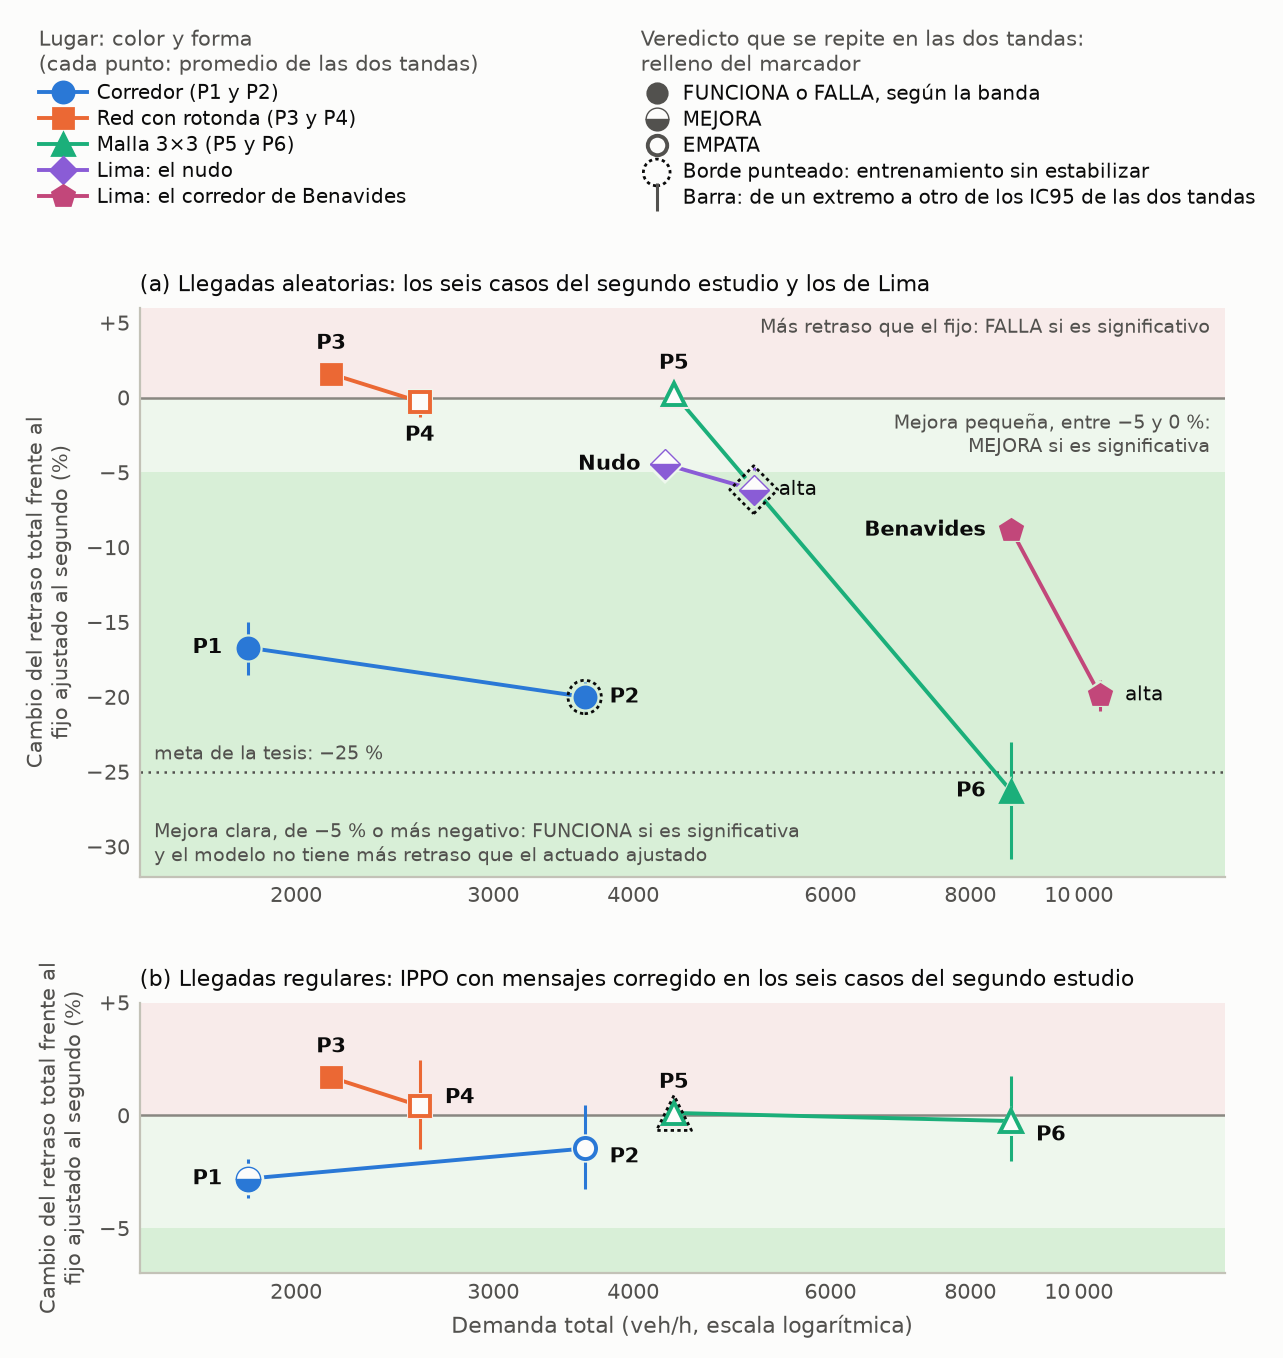 Lugar: color y forma
(cada punto: promedio de las dos tandas)
Corredor (P1 y P2)
Red con rotonda (P3 y P4)
Malla 3×3 (P5 y P6)
Lima: el nudo
Lima: el corredor de Benavides
Veredicto que se repite en las dos tandas:
relleno del marcador
FUNCIONA o FALLA, según la banda
MEJORA
EMPATA
Borde punteado: entrenamiento sin estabilizar
Barra: de un extremo a otro de los IC95 de las dos tandas
(a) Llegadas aleatorias: los seis casos del segundo estudio y los de Lima
Cambio del retraso total frente al
fijo ajustado al segundo (%)
+5
0
−5
−10
−15
−20
−25
−30
Más retraso que el fijo: FALLA si es significativo
P3
P4
P5
Mejora pequeña, entre −5 y 0 %:
MEJORA si es significativa
Nudo
alta
Benavides
P1
P2
alta
meta de la tesis: −25 %
P6
Mejora clara, de −5 % o más negativo: FUNCIONA si es significativa
y el modelo no tiene más retraso que el actuado ajustado
2000
3000
4000
6000
8000
10 000
(b) Llegadas regulares: IPPO con mensajes corregido en los seis casos del segundo estudio
Cambio del retraso total frente al
fijo ajustado al segundo (%)
+5
0
−5
P3
P4
P5
P6
P1
P2
2000
3000
4000
6000
8000
10 000
Demanda total (veh/h, escala logarítmica)